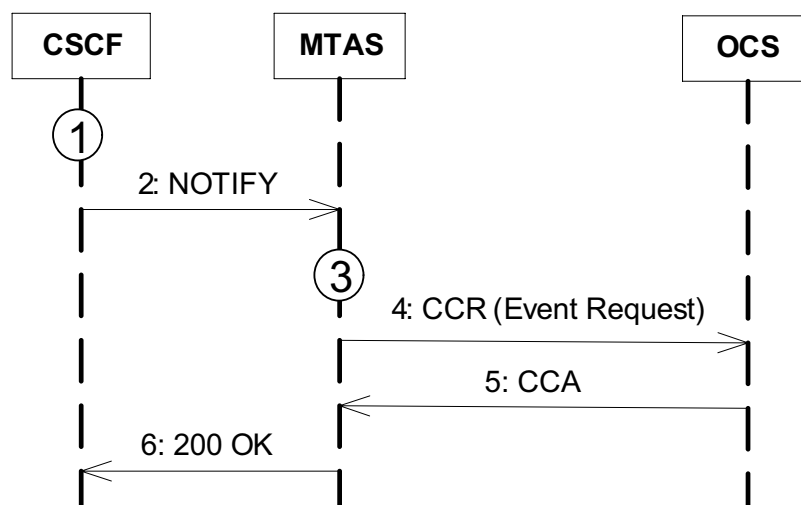 CSCF
MTAS
OCS
1
2: NOTIFY
3
4: CCR (Event Request)
5: CCA
6: 200 OK